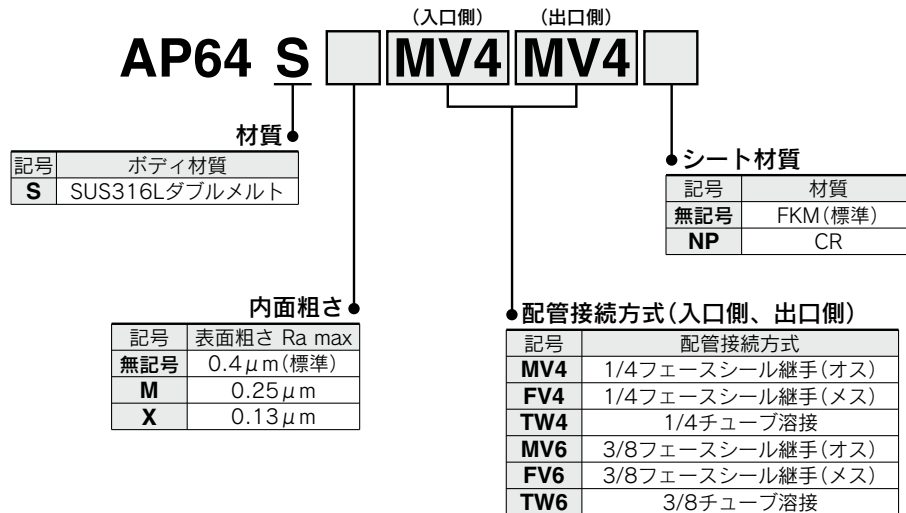 (入口側) (出口側)
AP64 S MV4 MV4
材質
記号 ボディ材質
S SUS316Lダブルメルト
シート材質
記号 材質
無記号 FKM(標準)
NP CR
内面粗さ
記号 表面粗さ Ra max
無記号 0.4μm(標準)
M 0.25μm
X 0.13μm
配管接続方式(入口側、出口側)
記号 配管接続方式
MV4 1/4フェースシール継手(オス)
FV4 1/4フェースシール継手(メス)
TW4 1/4チューブ溶接
MV6 3/8フェースシール継手(オス)
FV6 3/8フェースシール継手(メス)
TW6 3/8チューブ溶接